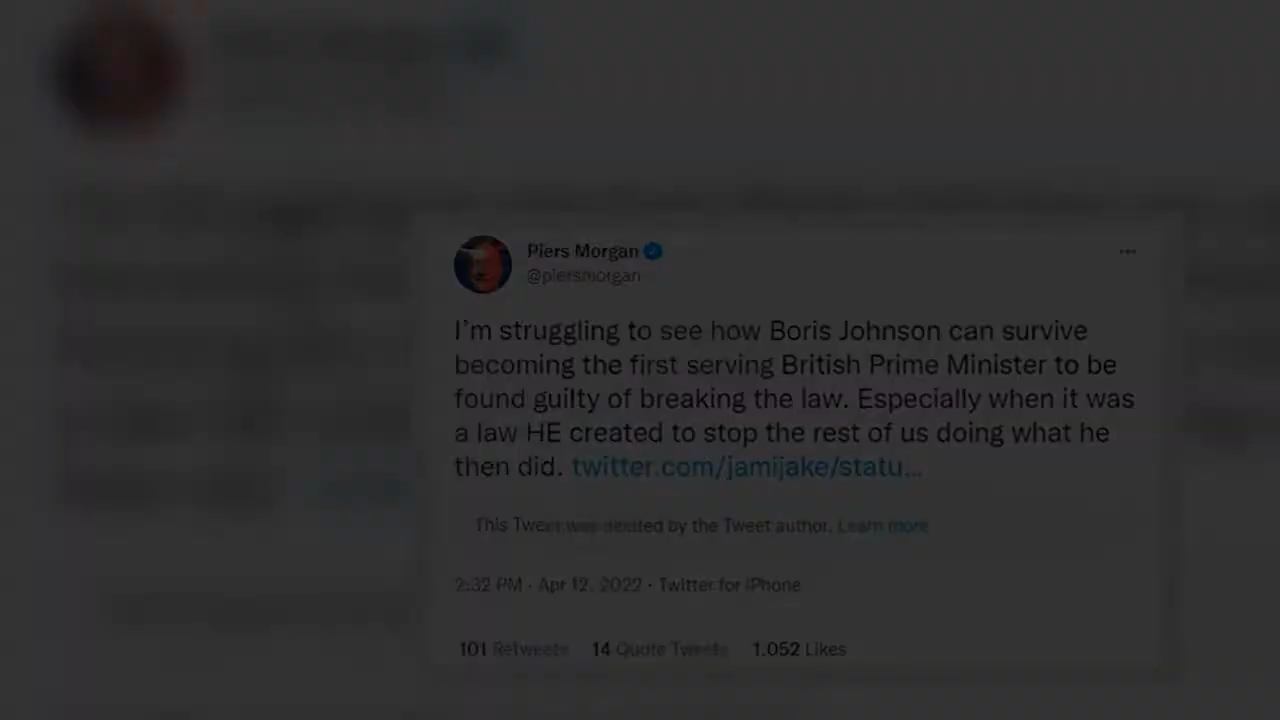 Piers Morgan
@piersmorgan
I'm struggling to see how Boris Johnson can survive
becoming the first serving British Prime Minister to be
found guilty of breaking the law. Especially when it was
a law HE created to stop the rest of us doing what he
then did. twitter.com/jamijake/statu...
This Tweet was deleted by the Tweet author. Learn more
2:32 PM · Apr 12, 2022 · Twitter for iPhone
101 Retweets 14 Quote Tweets 1.052 Likes